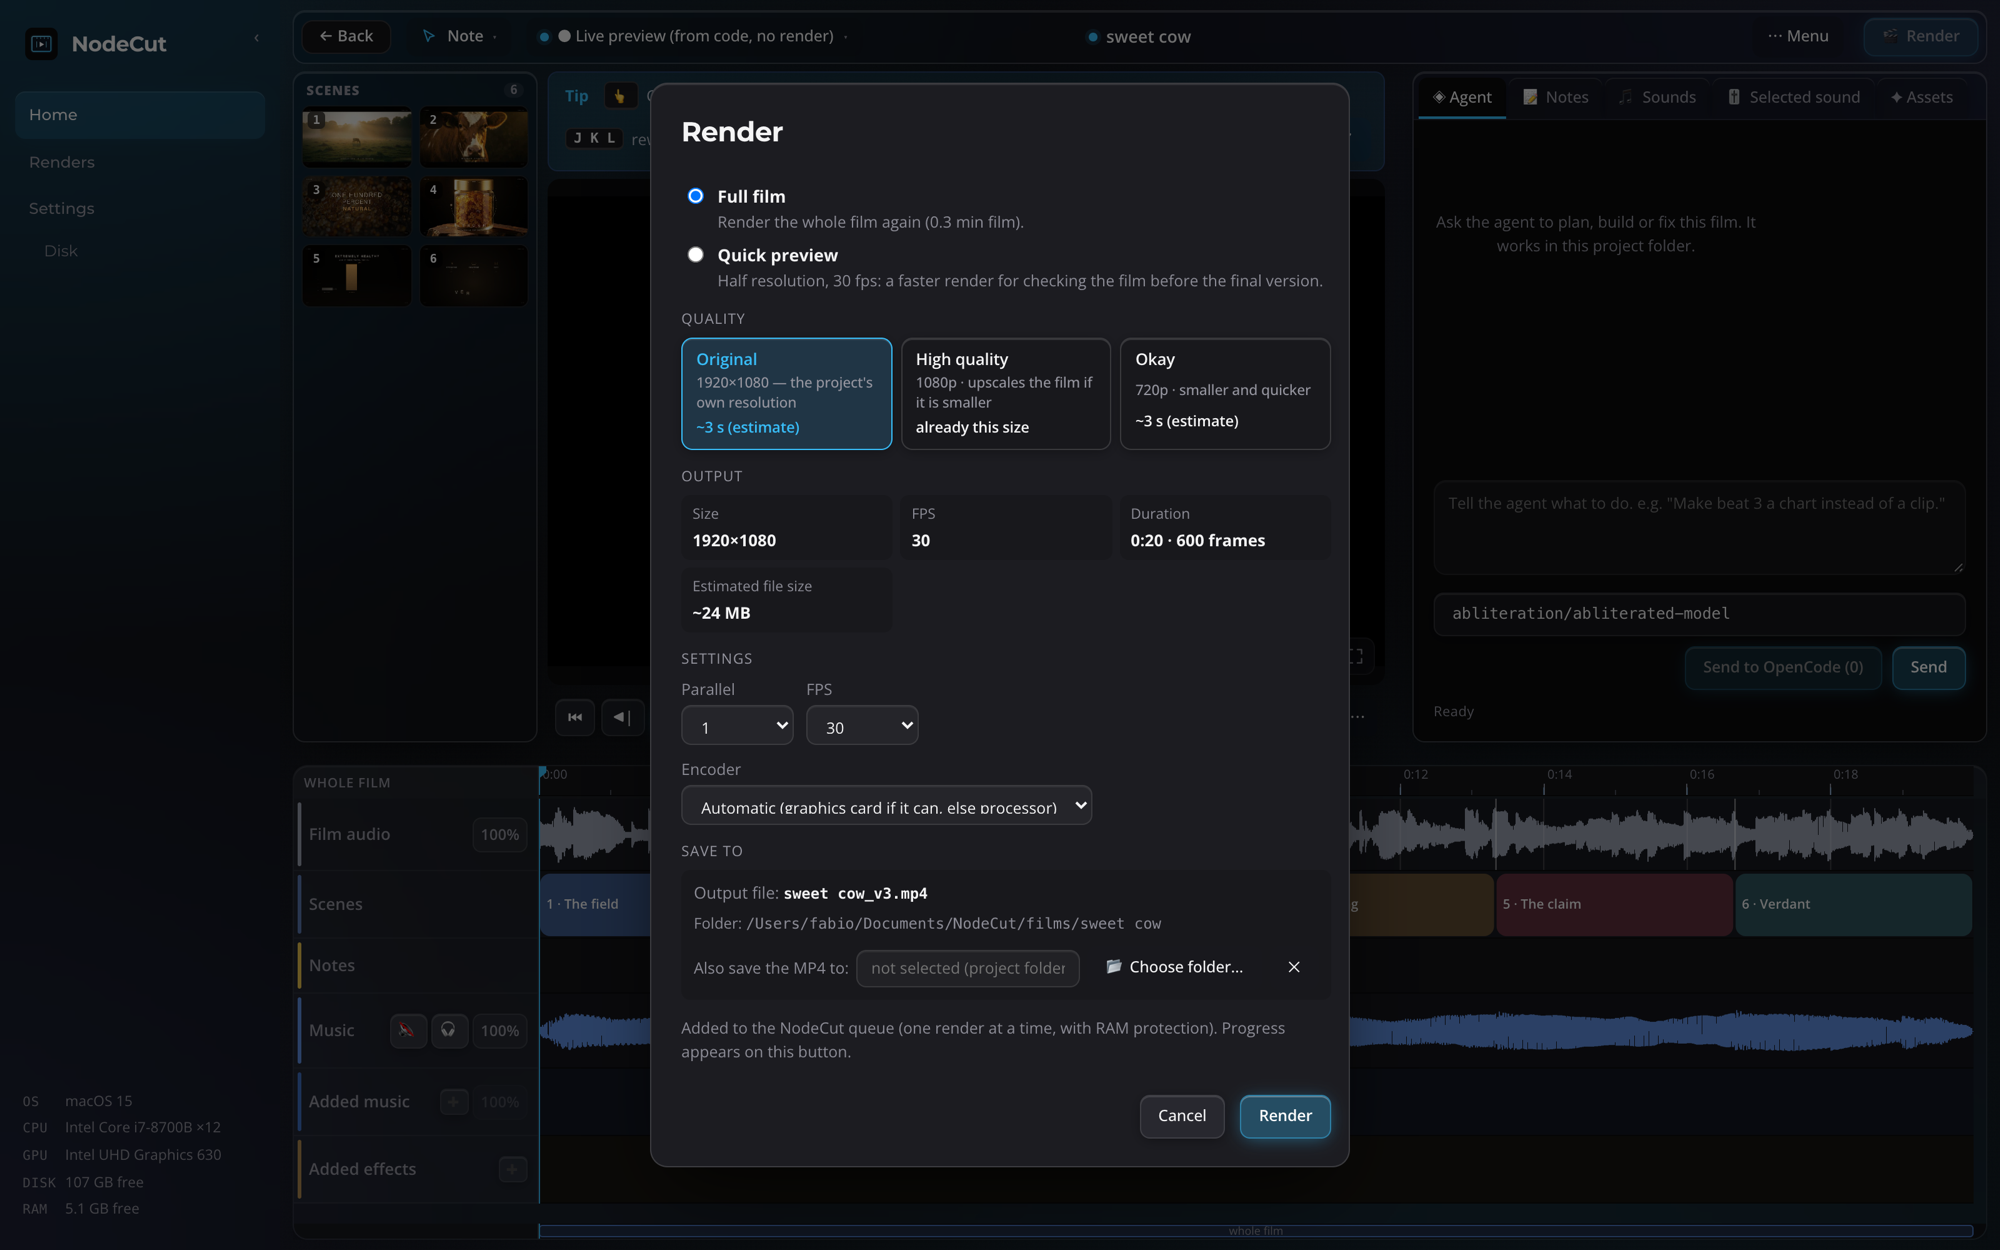 NodeCut
Home
Renders
Settings
Disk
OS macOS 15
CPU Intel Core i7-8700B ×12
GPU Intel UHD Graphics 630
DISK 107 GB free
RAM 5.1 GB free
← Back
Note ·
Live preview (from code, no render) ·
sweet cow
··· Menu
Render
SCENES 6
1
2
3
ONE HUNDRED
PERCENT
NATURAL
4
5
6
Tip
J K L
Render
Full film
Render the whole film again (0.3 min film).
Quick preview
Half resolution, 30 fps: a faster render for checking the film before the final version.
QUALITY
Original
1920×1080 — the project's
own resolution
~3 s (estimate)
High quality
1080p · upscales the film if
it is smaller
already this size
Okay
720p · smaller and quicker
~3 s (estimate)
OUTPUT
Size
1920×1080
FPS
30
Duration
0:20 · 600 frames
Estimated file size
~24 MB
SETTINGS
Parallel
1
FPS
30
Encoder
Automatic (graphics card if it can, else processor)
SAVE TO
Output file: sweet cow_v3.mp4
Folder: /Users/fabio/Documents/NodeCut/films/sweet cow
Also save the MP4 to: not selected (project folder
Choose folder...
Added to the NodeCut queue (one render at a time, with RAM protection). Progress
appears on this button.
Cancel
Render
Agent
Notes
Sounds
Selected sound
Assets
Ask the agent to plan, build or fix this film. It
works in this project folder.
Tell the agent what to do. e.g. "Make beat 3 a chart instead of a clip."
abliteration/abliterated-model
Send to OpenCode (0)
Send
Ready
WHOLE FILM
0:00
0:12
0:14
0:16
0:18
Film audio 100%
Scenes
1 · The field
5 · The claim
6 · Verdant
Notes
Music 100%
Added music + 100%
Added effects +
whole film